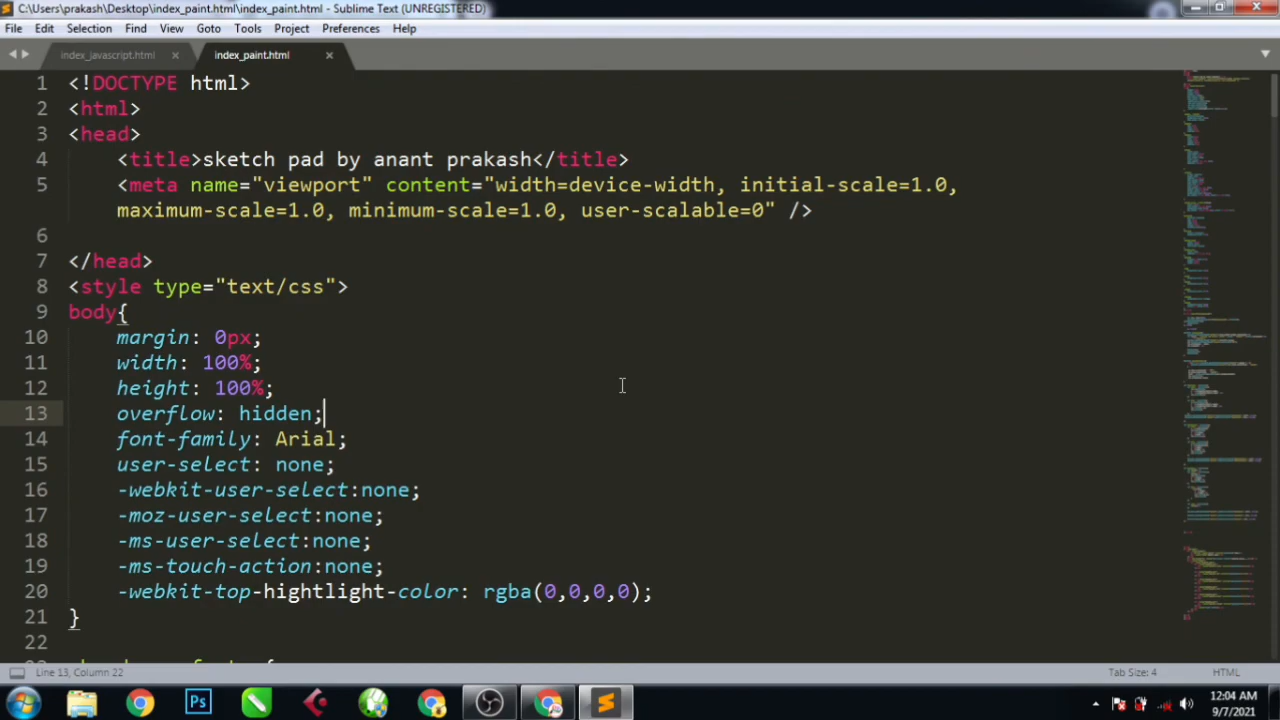 C:\Users\prakash\Desktop\index_paint.html\index_paint.html - Sublime Text (UNREGISTERED)
File Edit Selection Find View Goto Tools Project Preferences Help
index_javascript.html index_paint.html
1 <!DOCTYPE html>
2 <html>
3 <head>
4 <title>sketch pad by anant prakash</title>
5 <meta name="viewport" content="width=device-width, initial-scale=1.0,
maximum-scale=1.0, minimum-scale=1.0, user-scalable=0" />
6
7 </head>
8 <style type="text/css">
9 body{
10 margin: 0px;
11 width: 100%;
12 height: 100%;
13 overflow: hidden;
14 font-family: Arial;
15 user-select: none;
16 -webkit-user-select:none;
17 -moz-user-select:none;
18 -ms-user-select:none;
19 -ms-touch-action:none;
20 -webkit-top-hightlight-color: rgba(0,0,0,0);
21 }
22
Line 13, Column 22 Tab Size: 4 HTML
Ps
12:04 AM
9/7/2021